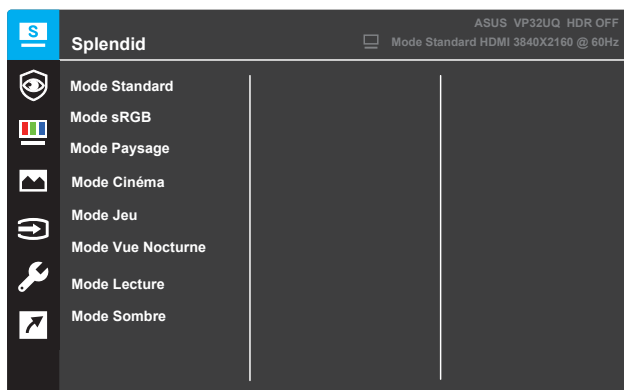 S
ASUS VP32UQ HDR OFF
Splendid
Mode Standard HDMI 3840X2160 @ 60Hz
Mode Standard
Mode sRGB
Mode Paysage
Mode Cinéma
Mode Jeu
Mode Vue Nocturne
Mode Lecture
Mode Sombre